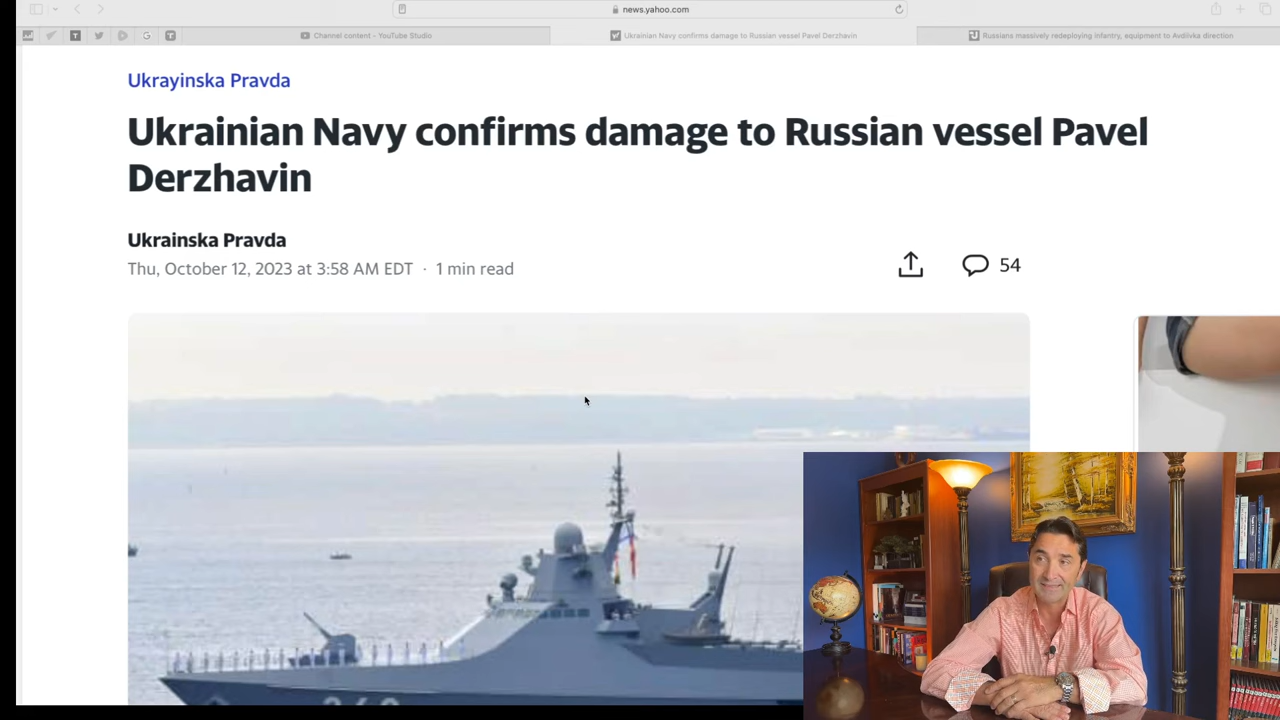 news.yahoo.com
Channel content - YouTube Studio
Ukrainian Navy confirms damage to Russian vessel Pavel Derzhavin
Russians massively redeploying infantry, equipment to Avdiivka direction
Ukrayinska Pravda
Ukrainian Navy confirms damage to Russian vessel Pavel
Derzhavin
Ukrainska Pravda
Thu, October 12, 2023 at 3:58 AM EDT · 1 min read
54